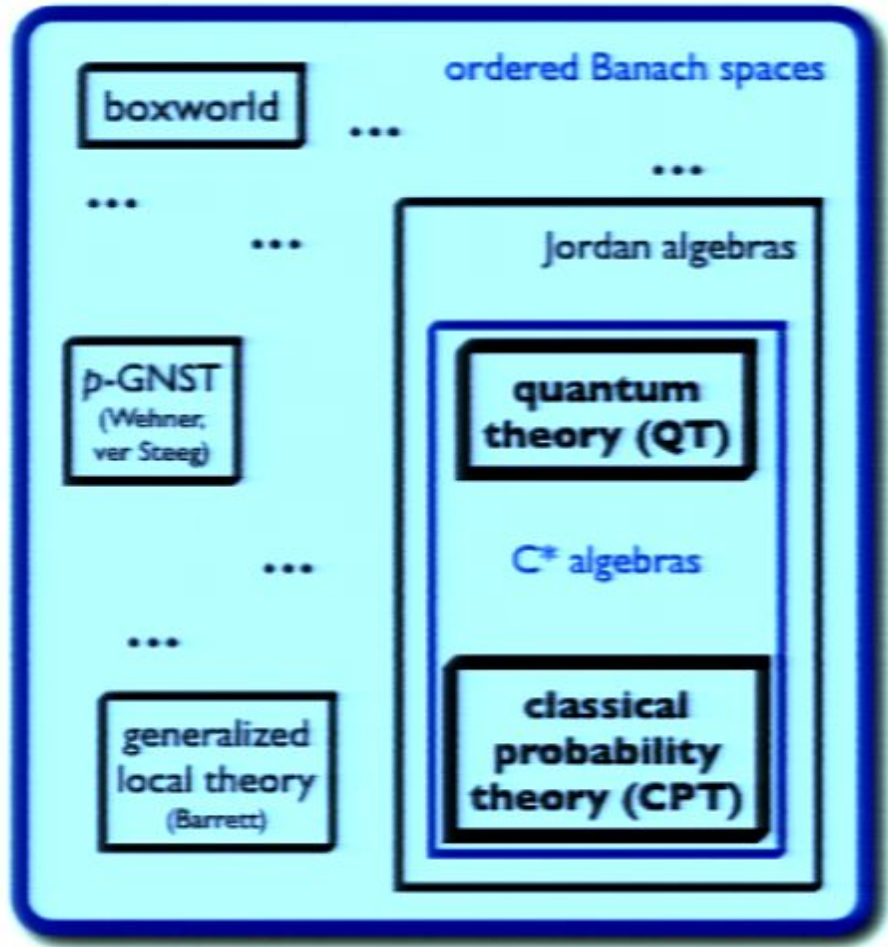 ordered Banach spaces
boxworld
...
...
...
...
Jordan algebras
p-GNST
(Wehner,
ver Steeg)
quantum
theory (QT)
C* algebras
...
...
generalized
local theory
(Barrett)
classical
probability
theory (CPT)